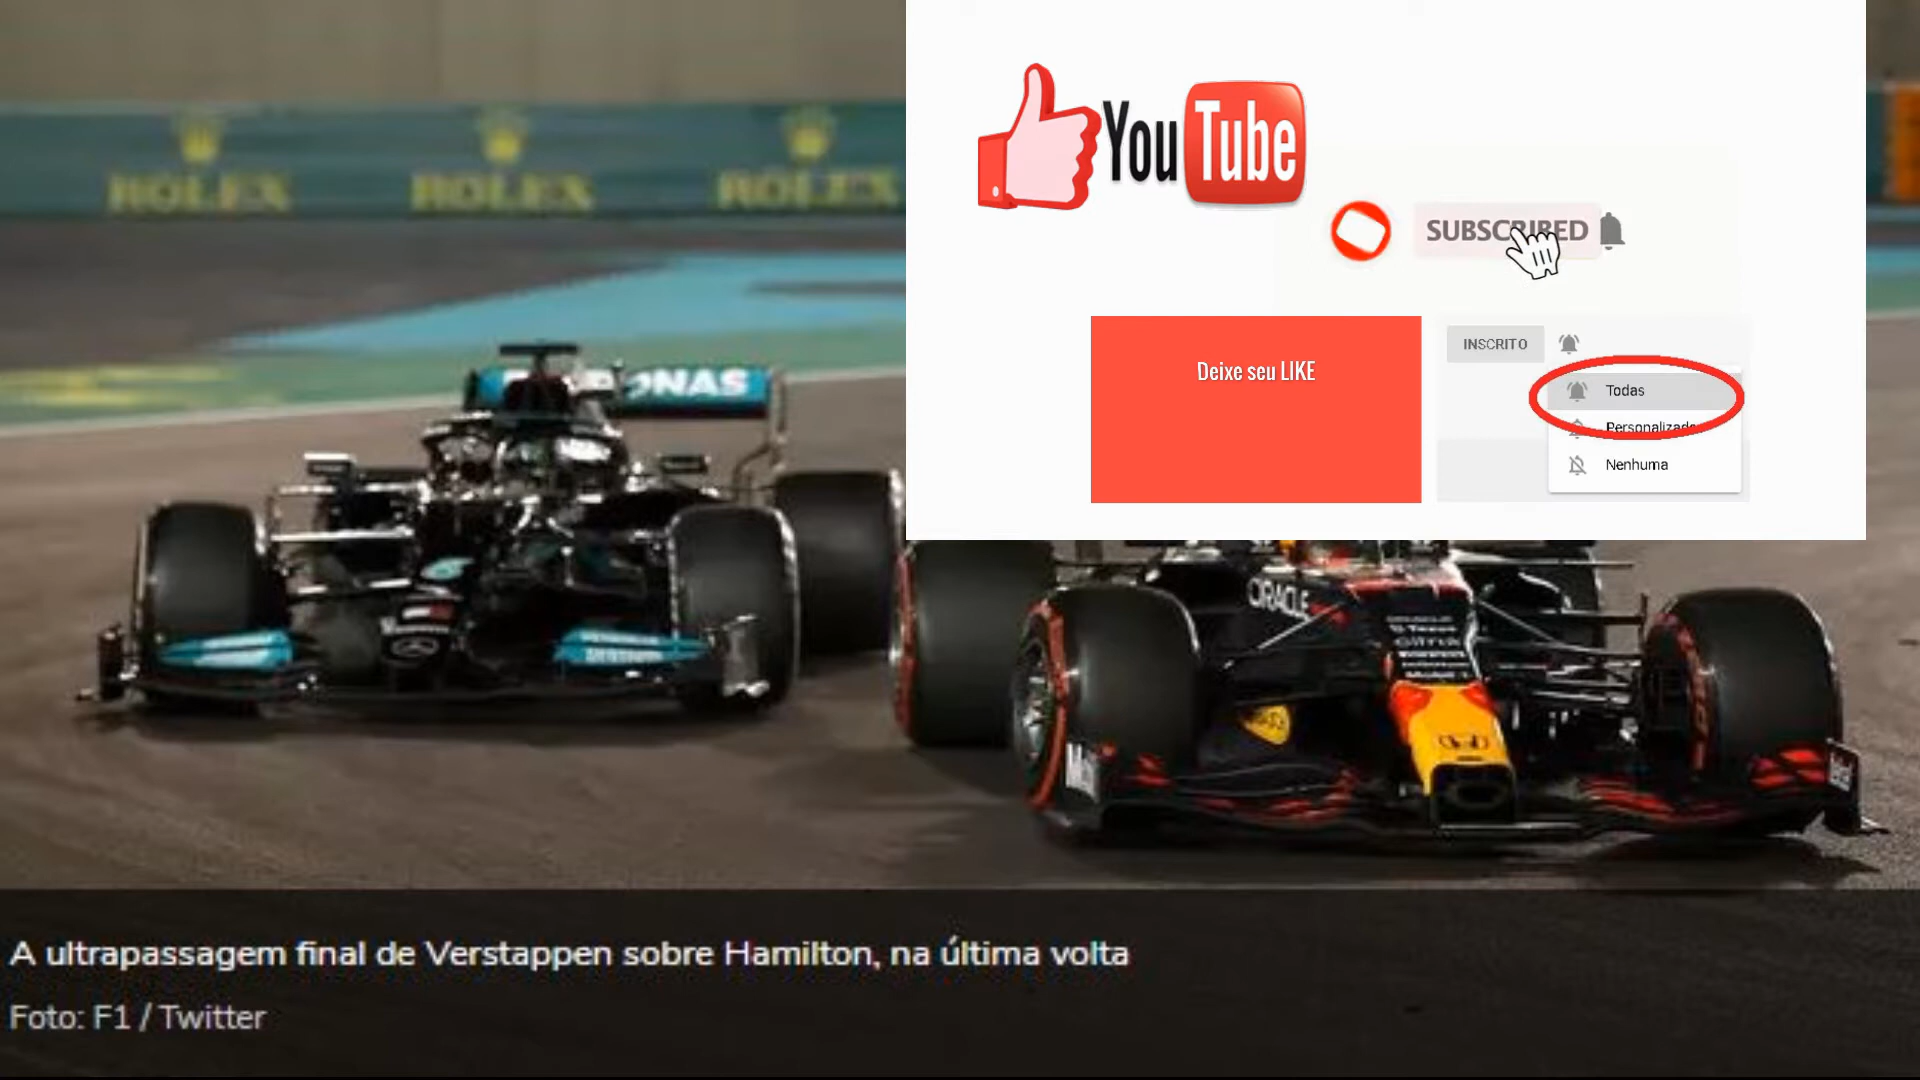 ROLEX ROLEX ROLEX
YouTube
SUBSCRIBED
INSCRITO
Deixe seu LIKE
Todas
Personalizado
Nenhuma
ORACLE
A ultrapassagem final de Verstappen sobre Hamilton, na última volta
Foto: F1 / Twitter